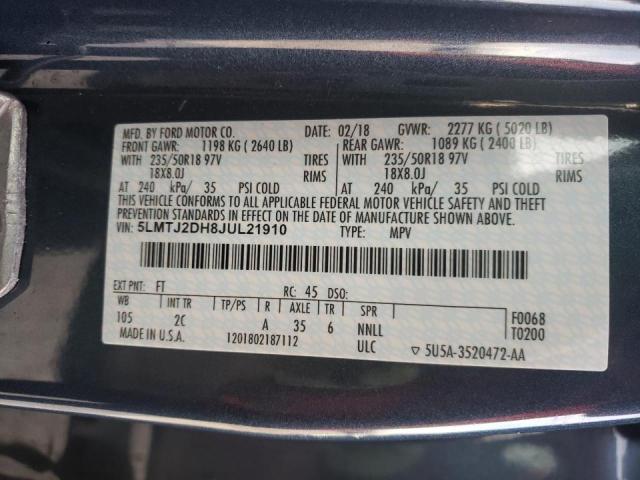 MFD. BY FORD MOTOR CO. DATE: 02/18 GVWR: 2277 KG ( 5020 LB)
FRONT GAWR: 1198 KG ( 2640 LB) REAR GAWR: 1089 KG ( 2400 LB)
WITH 235/50R18 97V TIRES WITH 235/50R18 97V TIRES
18X8.0J RIMS 18X8.0J RIMS
AT 240 kPa/ 35 PSI COLD AT 240 kPa/ 35 PSI COLD
THIS VEHICLE CONFORMS TO ALL APPLICABLE FEDERAL MOTOR VEHICLE SAFETY AND THEFT
PREVENTION STANDARDS IN EFFECT ON THE DATE OF MANUFACTURE SHOWN ABOVE.
VIN: 5LMTJ2DH8JUL21910 TYPE: MPV
EXT PNT: FT RC: 45 DSO:
WB INT TR TP/PS R AXLE TR SPR F0068
105 2C A 35 6 NNLL T0200
MADE IN U.S.A. 1201802187112 ULC ▽ 5U5A-3520472-AA